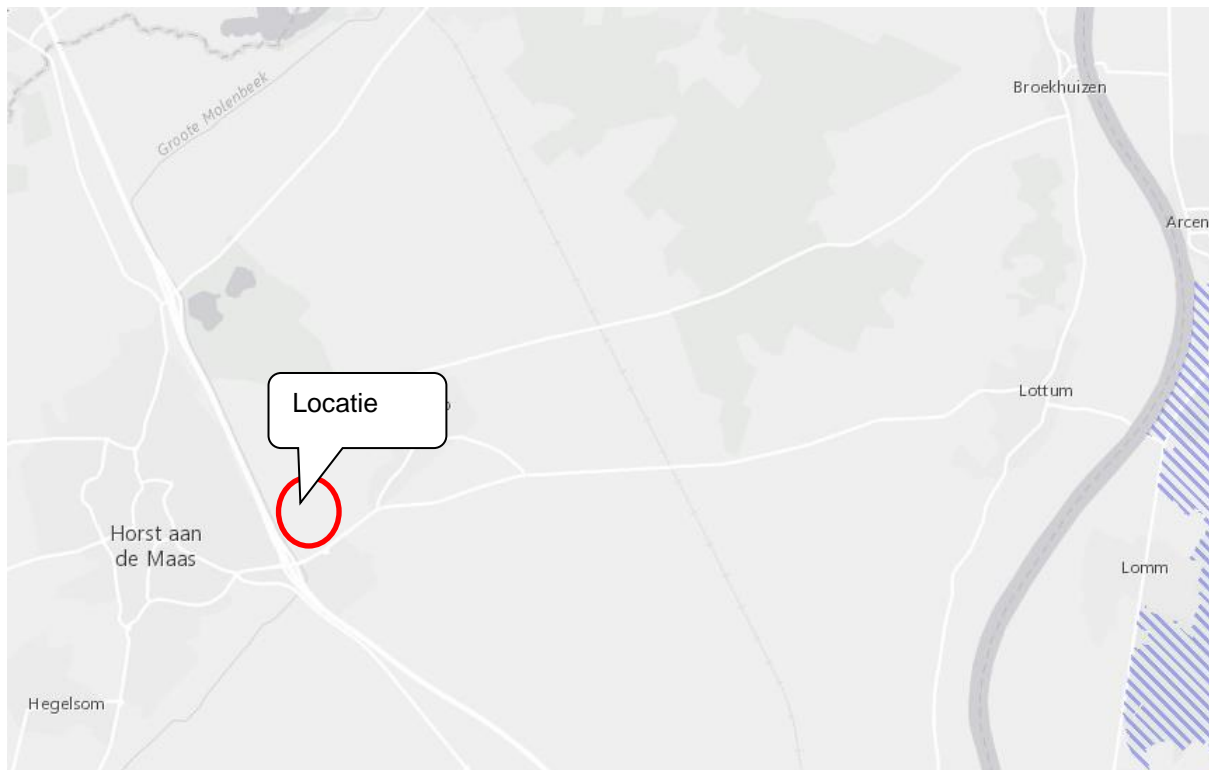 Broekhuizen
Groote Molenbeek
Arcen
Locatie
Lottum
Horst aan
de Maas
Lomm
Hegelsom